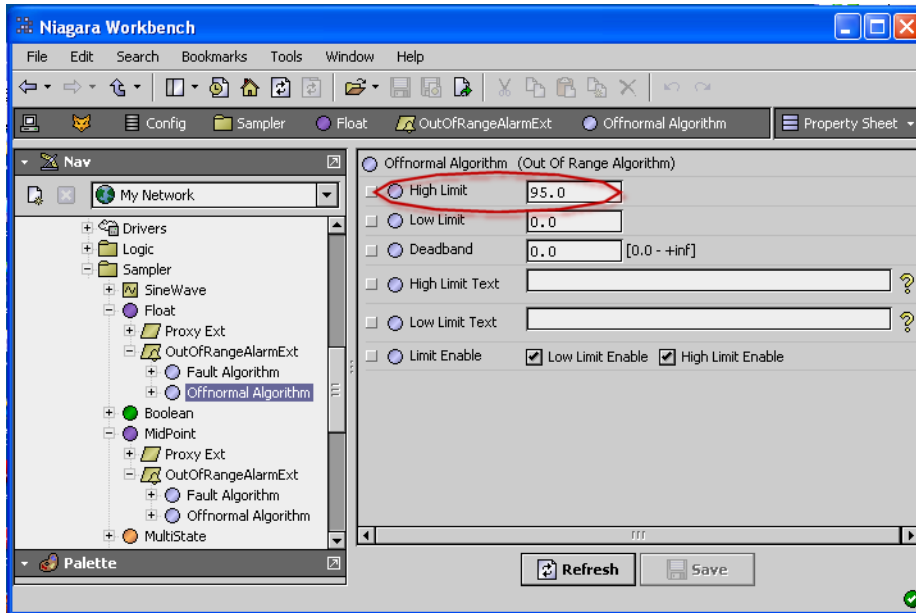 Niagara Workbench
File Edit Search Bookmarks Tools Window Help
Config Sampler Float OutOfRangeAlarmExt Offnormal Algorithm Property Sheet
Nav
My Network
Drivers
Logic
Sampler
SineWave
Float
Proxy Ext
OutOfRangeAlarmExt
Fault Algorithm
Offnormal Algorithm
Boolean
MidPoint
Proxy Ext
OutOfRangeAlarmExt
Fault Algorithm
Offnormal Algorithm
MultiState
Palette
Offnormal Algorithm (Out Of Range Algorithm)
High Limit 95.0
Low Limit 0.0
Deadband 0.0 [0.0 - +inf]
High Limit Text
Low Limit Text
Limit Enable Low Limit Enable High Limit Enable
Refresh Save